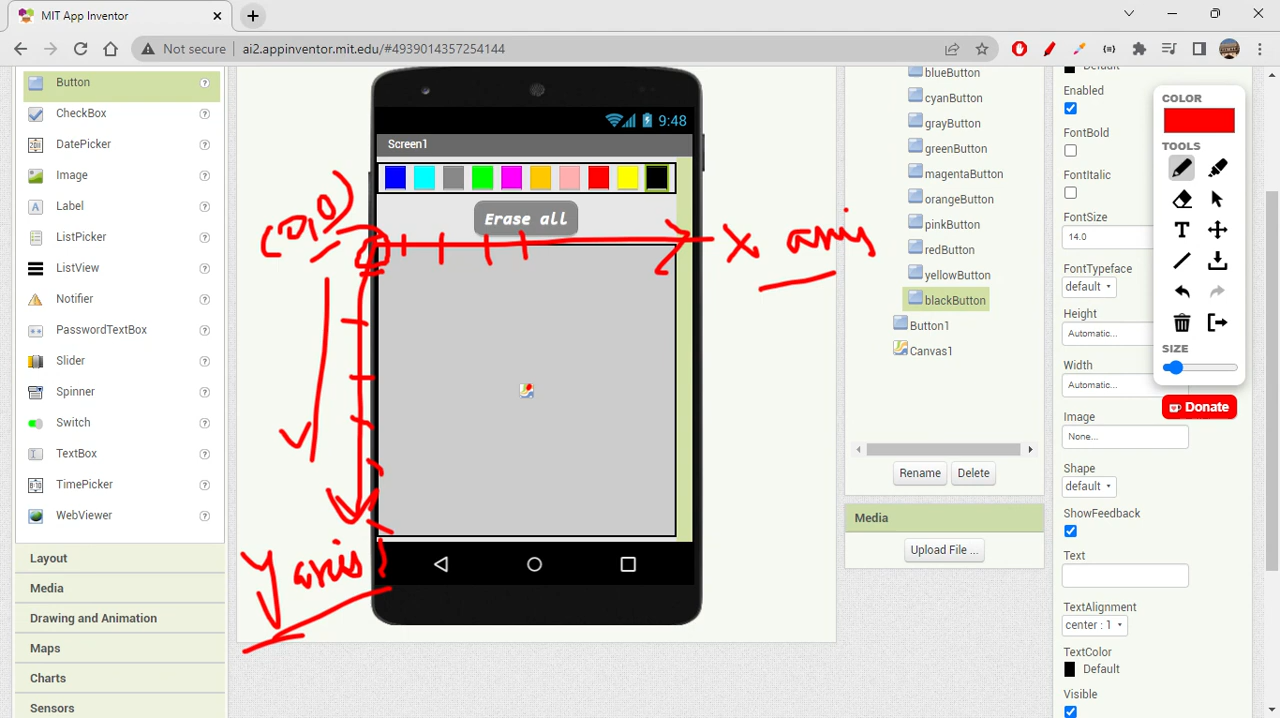 MIT App Inventor
Not secure
ai2.appinventor.mit.edu/#4939014357254144
Button
CheckBox
DatePicker
Image
Label
ListPicker
ListView
Notifier
PasswordTextBox
Slider
Spinner
Switch
TextBox
TimePicker
WebViewer
Layout
Media
Drawing and Animation
Maps
Charts
Sensors
9:48
Screen1
Erase all
(0,0)
X axis
Y axis
blueButton
cyanButton
grayButton
greenButton
magentaButton
orangeButton
pinkButton
redButton
yellowButton
blackButton
Button1
Canvas1
Rename
Delete
Media
Upload File ...
Default
Enabled
FontBold
FontItalic
FontSize
14.0
FontTypeface
default
Height
Automatic...
Width
Automatic...
Image
None...
Shape
default
ShowFeedback
Text
TextAlignment
center : 1
TextColor
Default
Visible
COLOR
TOOLS
SIZE
Donate